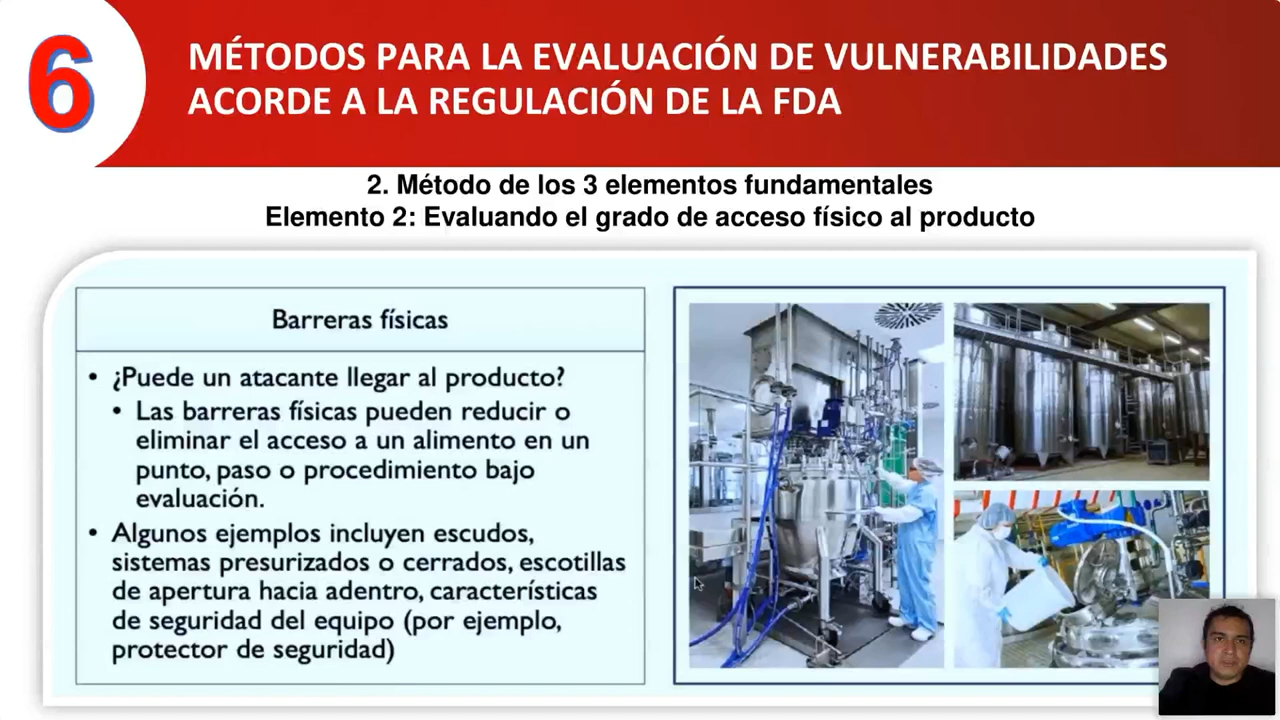 6
MÉTODOS PARA LA EVALUACIÓN DE VULNERABILIDADES
ACORDE A LA REGULACIÓN DE LA FDA
2. Método de los 3 elementos fundamentales
Elemento 2: Evaluando el grado de acceso físico al producto
Barreras físicas
• ¿Puede un atacante llegar al producto?
• Las barreras físicas pueden reducir o
eliminar el acceso a un alimento en un
punto, paso o procedimiento bajo
evaluación.
• Algunos ejemplos incluyen escudos,
sistemas presurizados o cerrados, escotillas
de apertura hacia adentro, características
de seguridad del equipo (por ejemplo,
protector de seguridad)